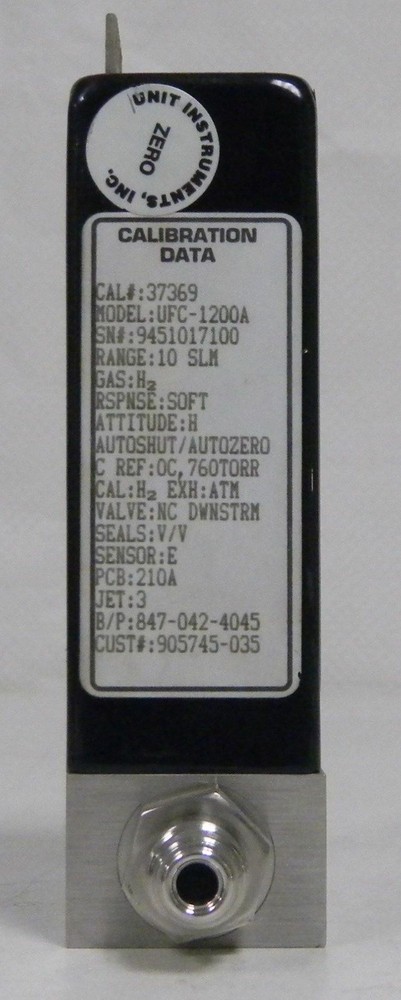 UNIT INSTRUMENTS, INC.
ZERO
CALIBRATION
DATA
CAL#:37369
MODEL:UFC-1200A
SN#:9451017100
RANGE:10 SLM
GAS:H₂
RSPNSE:SOFT
ATTITUDE:H
AUTOSHUT/AUTOZERO
C REF:0C,760TORR
CAL:H₂ EXH:ATM
VALVE:NC DWNSTRM
SEALS:V/V
SENSOR:E
PCB:210A
JET:3
B/P:847-042-4045
CUST#:905745-035